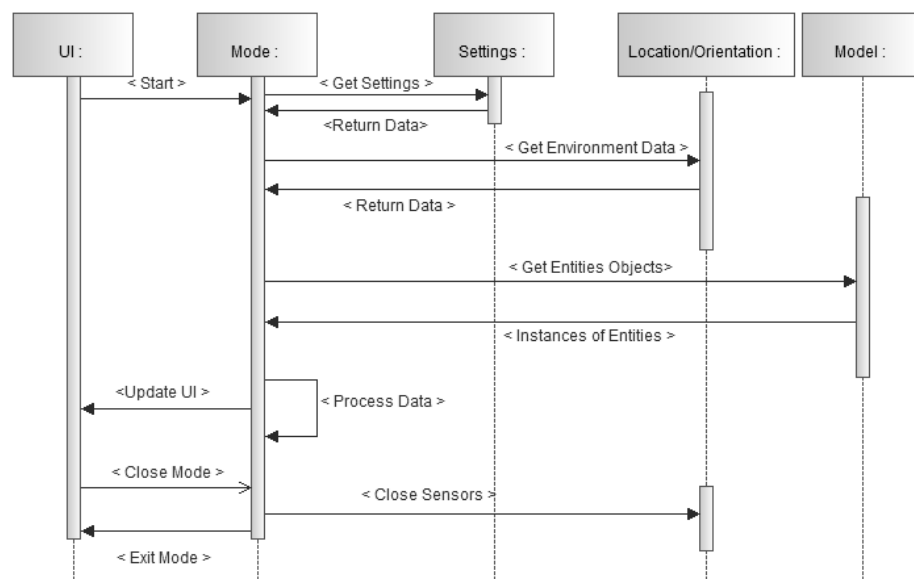 UI :
Mode :
Settings :
Location/Orientation :
Model :
< Start >
< Get Settings >
<Return Data>
< Get Environment Data >
< Return Data >
< Get Entities Objects>
< Instances of Entities >
<Update UI >
< Process Data >
< Close Mode >
< Close Sensors >
< Exit Mode >